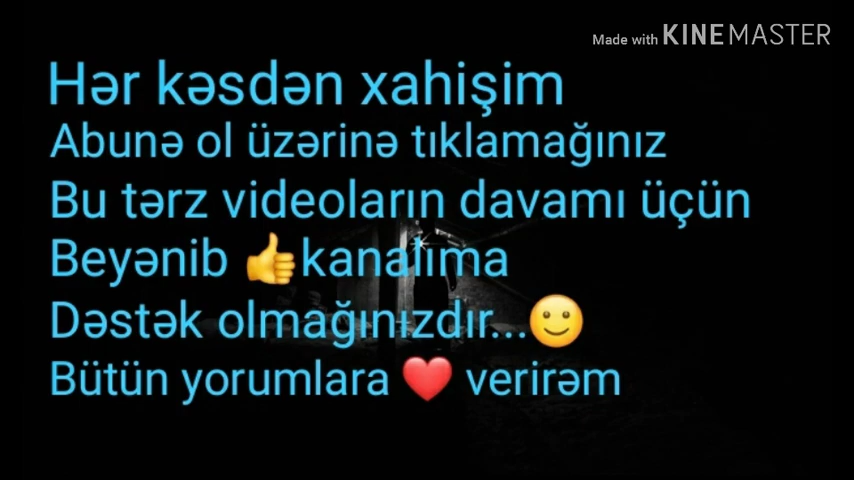 Made with KINEMASTER
Hər kəsdən xahişim
Abunə ol üzərinə tıklamağınız
Bu tərz videoların davamı üçün
Beyənib 👍kanalıma
Dəstək olmağınızdır...🙂
Bütün yorumlara ❤️ verirəm